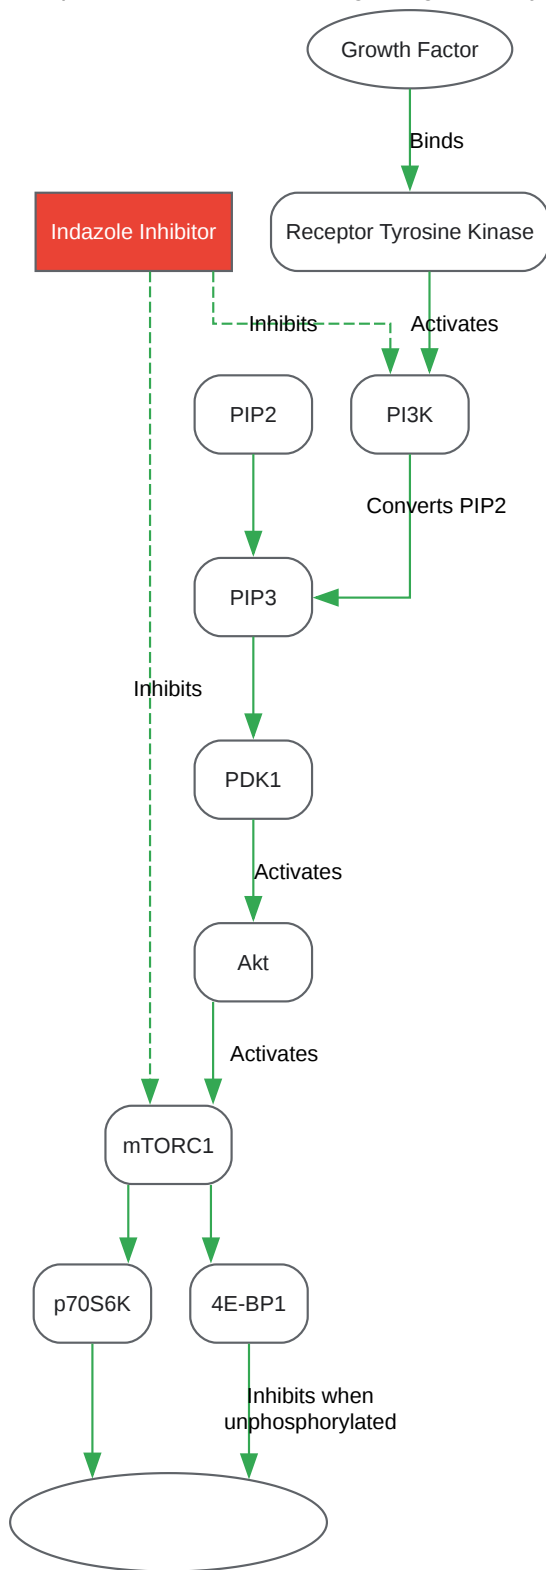 Growth Factor
Binds
Indazole Inhibitor
Receptor Tyrosine Kinase
Inhibits
Activates
PIP2
PI3K
Converts PIP2
PIP3
Inhibits
PDK1
Activates
Akt
Activates
mTORC1
p70S6K
4E-BP1
Inhibits when
unphosphorylated